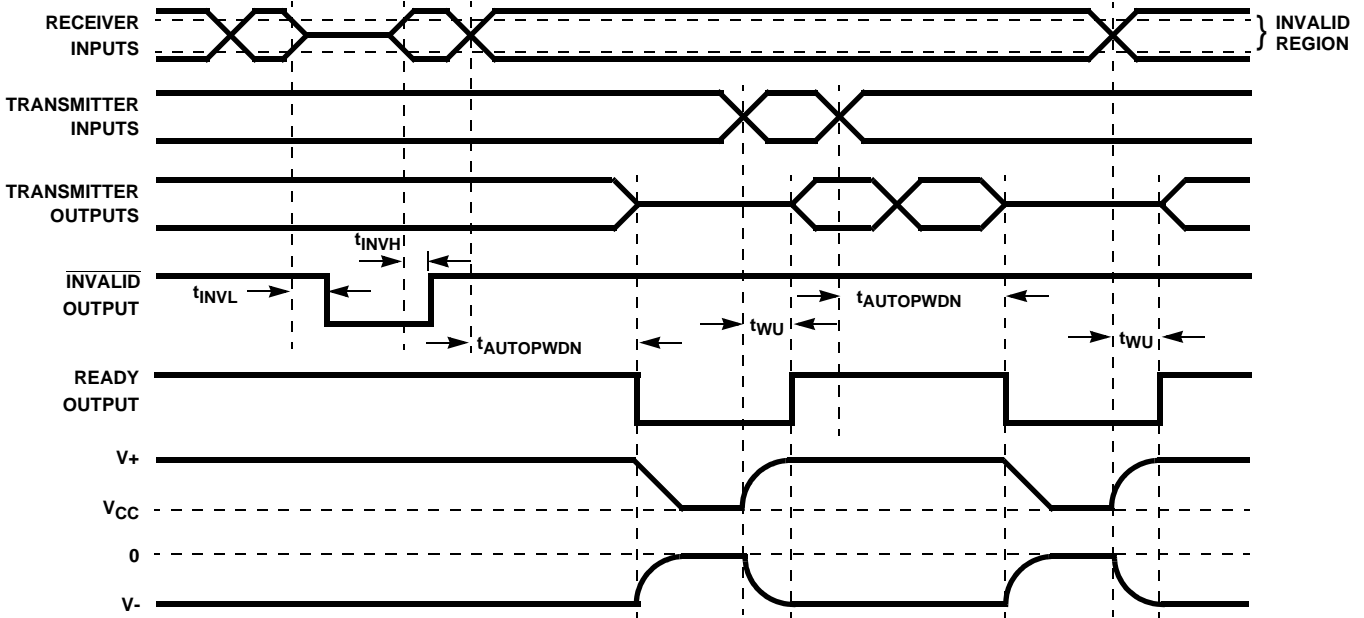 RECEIVER
INPUTS
} INVALID
REGION
TRANSMITTER
INPUTS
TRANSMITTER
OUTPUTS
tINVH
INVALID
OUTPUT
tINVL
tAUTOPWDN
tWU
tAUTOPWDN
tWU
READY
OUTPUT
V+
VCC
0
V-